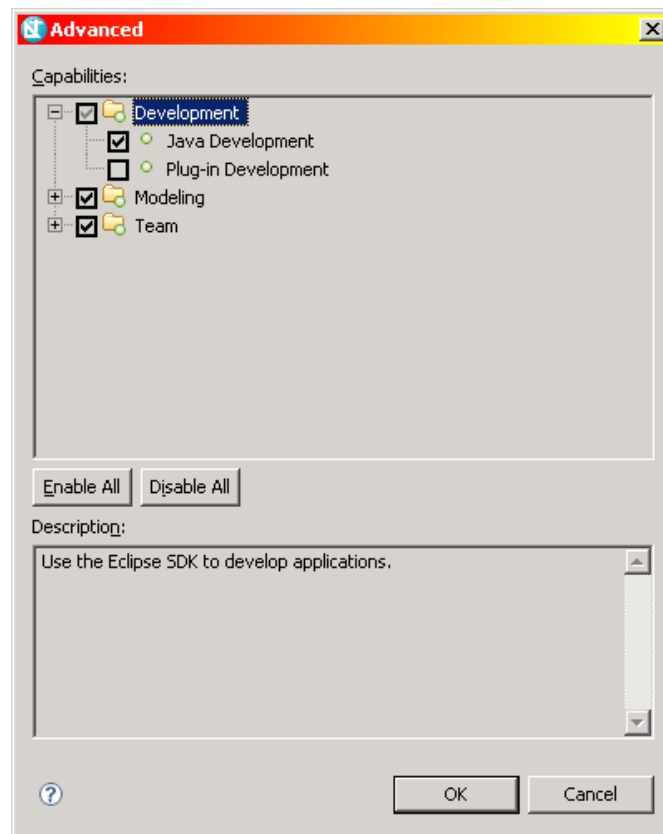 Advanced
Capabilities:
Development
Java Development
Plug-in Development
Modeling
Team
Enable All Disable All
Description:
Use the Eclipse SDK to develop applications.
OK Cancel